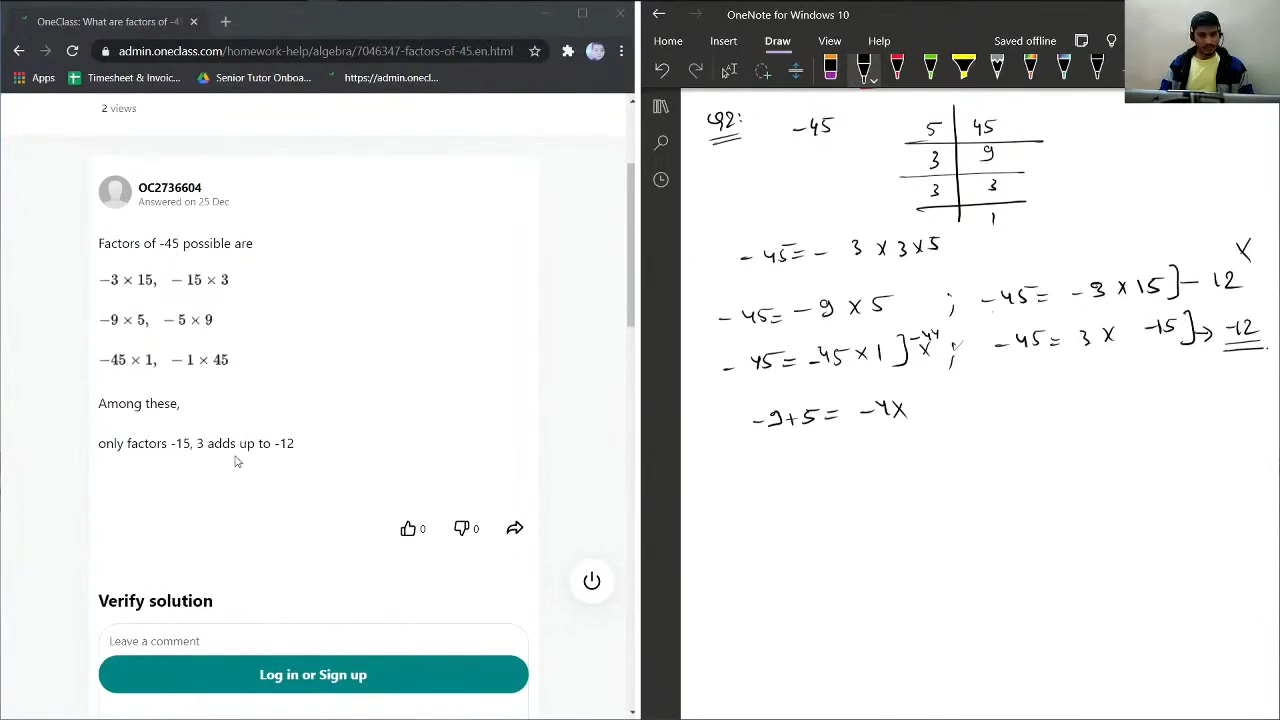 OneClass: What are factors of -4
OneNote for Windows 10
admin.oneclass.com/homework-help/algebra/7046347-factors-of-45.en.html
Home Insert Draw View Help Saved offline
Apps Timesheet & Invoic... Senior Tutor Onboa... https://admin.onecl...
2 views
OC2736604
Answered on 25 Dec
Factors of -45 possible are
−3 × 15, − 15 × 3
−9 × 5, − 5 × 9
−45 × 1, − 1 × 45
Among these,
only factors -15, 3 adds up to -12
0 0
Verify solution
Leave a comment
Log in or Sign up
Q2: -45 5 45
3 9
3 3
1
- 45 = - 3 × 3 × 5
- 45 = - 9 × 5 ; - 45 = - 3 × 15 ] - 12 ×
- 45 = -45 × 1 ] -44 × ; - 45 = 3 × -15 ] → -12
-9+5 = -4 ×